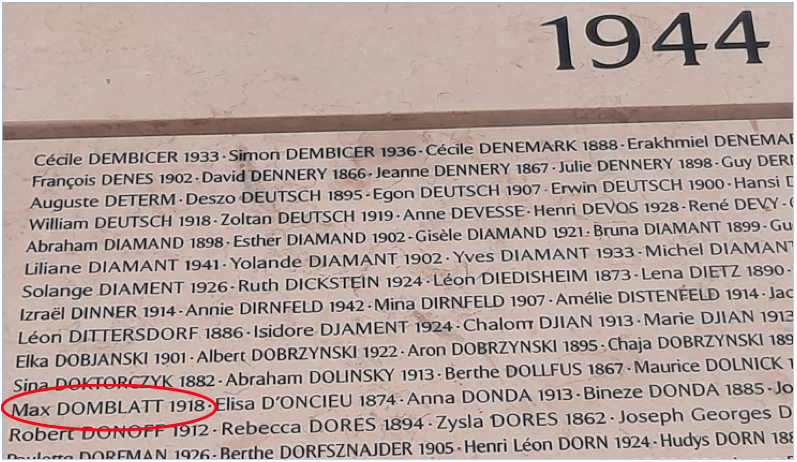 1944
Cécile DEMBICER 1933 · Simon DEMBICER 1936 · Cécile DENEMARK 1888 · Erakhmiel DENEMA
François DENES 1902 · David DENNERY 1866 · Jeanne DENNERY 1867 · Julie DENNERY 1898 · Guy
Auguste DETERM · Deszo DEUTSCH 1895 · Egon DEUTSCH 1907 · Erwin DEUTSCH 1900 · Hansi
William DEUTSCH 1918 · Zoltan DEUTSCH 1919 · Anne DEVESSE · Henri DEVOS 1928 · René DEVY ·
Abraham DIAMAND 1898 · Esther DIAMAND 1902 · Gisèle DIAMAND 1921 · Bruna DIAMANT 1899 ·
Liliane DIAMANT 1941 · Yolande DIAMANT 1902 · Yves DIAMANT 1933 · Michel DIAMANT
Solange DIAMENT 1926 · Ruth DICKSTEIN 1924 · Léon DIEDISHEIM 1873 · Lena DIETZ 1890 ·
Izraël DINNER 1914 · Annie DIRNFELD 1942 · Mina DIRNFELD 1907 · Amélie DISTENFELD 1914 ·
Léon DITTERSDORF 1886 · Isidore DJAMENT 1924 · Chalom DJIAN 1913 · Marie DJIAN 1913
Elka DOBJANSKI 1901 · Albert DOBRZYNSKI 1922 · Aron DOBRZYNSKI 1895 · Chaja DOBRZYNSKI 189
Sina DOKTORCZYK 1882 · Abraham DOLINSKY 1913 · Berthe DOLLFUS 1867 · Maurice DOLNICK 1
Max DOMBLATT 1918 · Elisa D'ONCIEU 1874 · Anna DONDA 1913 · Bineze DONDA 1885 · Jo
Robert DONOFF 1912 · Rebecca DORES 1894 · Zysla DORES 1862 · Joseph Georges D
DORFMAN 1926 · Berthe DORFSZNAJDER 1905 · Henri Léon DORN 1924 · Hudys DORN 188